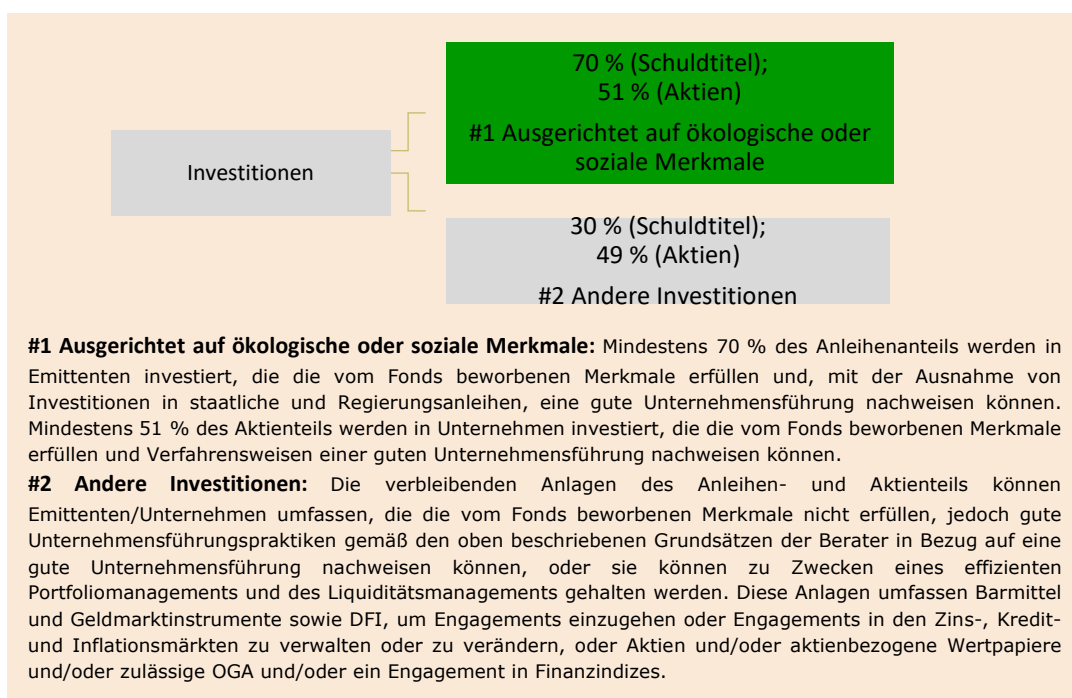 70 % (Schuldtitel);
51 % (Aktien)
#1 Ausgerichtet auf ökologische oder
soziale Merkmale
Investitionen
30 % (Schuldtitel);
49 % (Aktien)
#2 Andere Investitionen
#1 Ausgerichtet auf ökologische oder soziale Merkmale: Mindestens 70 % des Anleihenanteils werden in
Emittenten investiert, die die vom Fonds beworbenen Merkmale erfüllen und, mit der Ausnahme von
Investitionen in staatliche und Regierungsanleihen, eine gute Unternehmensführung nachweisen können.
Mindestens 51 % des Aktienteils werden in Unternehmen investiert, die die vom Fonds beworbenen Merkmale
erfüllen und Verfahrensweisen einer guten Unternehmensführung nachweisen können.
#2 Andere Investitionen: Die verbleibenden Anlagen des Anleihen- und Aktienteils können
Emittenten/Unternehmen umfassen, die die vom Fonds beworbenen Merkmale nicht erfüllen, jedoch gute
Unternehmensführungspraktiken gemäß den oben beschriebenen Grundsätzen der Berater in Bezug auf eine
gute Unternehmensführung nachweisen können, oder sie können zu Zwecken eines effizienten
Portfoliomanagements und des Liquiditätsmanagements gehalten werden. Diese Anlagen umfassen Barmittel
und Geldmarktinstrumente sowie DFI, um Engagements einzugehen oder Engagements in den Zins-, Kredit-
und Inflationsmärkten zu verwalten oder zu verändern, oder Aktien und/oder aktienbezogene Wertpapiere
und/oder zulässige OGA und/oder ein Engagement in Finanzindizes.